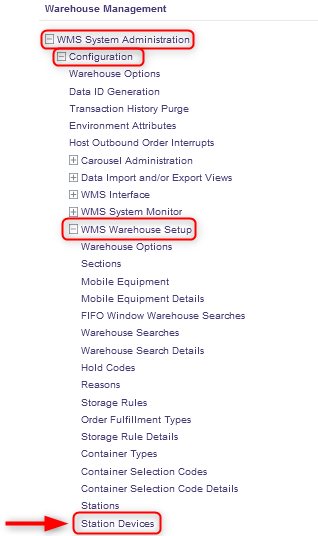 Warehouse Management
WMS System Administration
Configuration
Warehouse Options
Data ID Generation
Transaction History Purge
Environment Attributes
Host Outbound Order Interrupts
Carousel Administration
Data Import and/or Export Views
WMS Interface
WMS System Monitor
WMS Warehouse Setup
Warehouse Options
Sections
Mobile Equipment
Mobile Equipment Details
FIFO Window Warehouse Searches
Warehouse Searches
Warehouse Search Details
Hold Codes
Reasons
Storage Rules
Order Fulfillment Types
Storage Rule Details
Container Types
Container Selection Codes
Container Selection Code Details
Stations
Station Devices